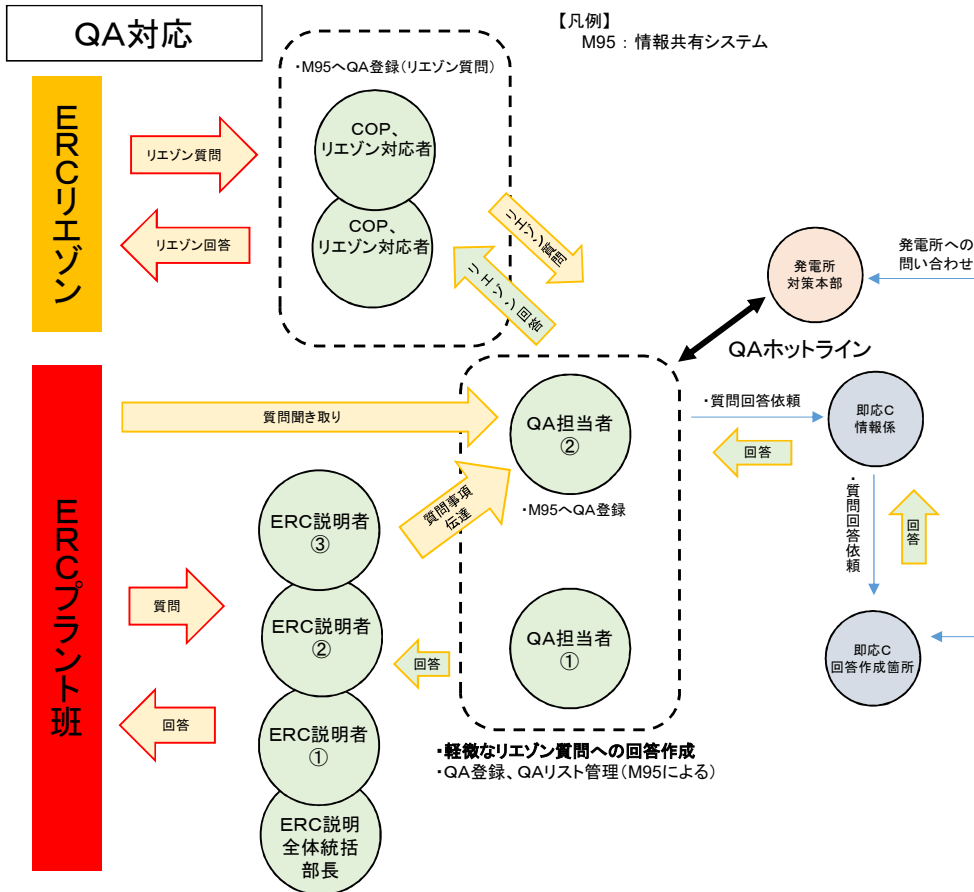 QA対応
【凡例】
M95：情報共有システム
ERCリエゾン
・M95へQA登録(リエゾン質問)
COP、
リエゾン対応者
COP、
リエゾン対応者
リエゾン質問
リエゾン回答
リエゾン質問
リエゾン回答
発電所
対策本部
発電所への
問い合わせ
QAホットライン
ERCプラント班
質問聞き取り
QA担当者
②
・M95へQA登録
・質問回答依頼
回答
即応C
情報係
・質問回答依頼
回答
即応C
回答作成箇所
質問事項
伝達
ERC説明者
③
質問
ERC説明者
②
回答
QA担当者
①
回答
ERC説明者
①
ERC説明
全体統括
部長
・軽微なリエゾン質問への回答作成
・QA登録、QAリスト管理(M95による)